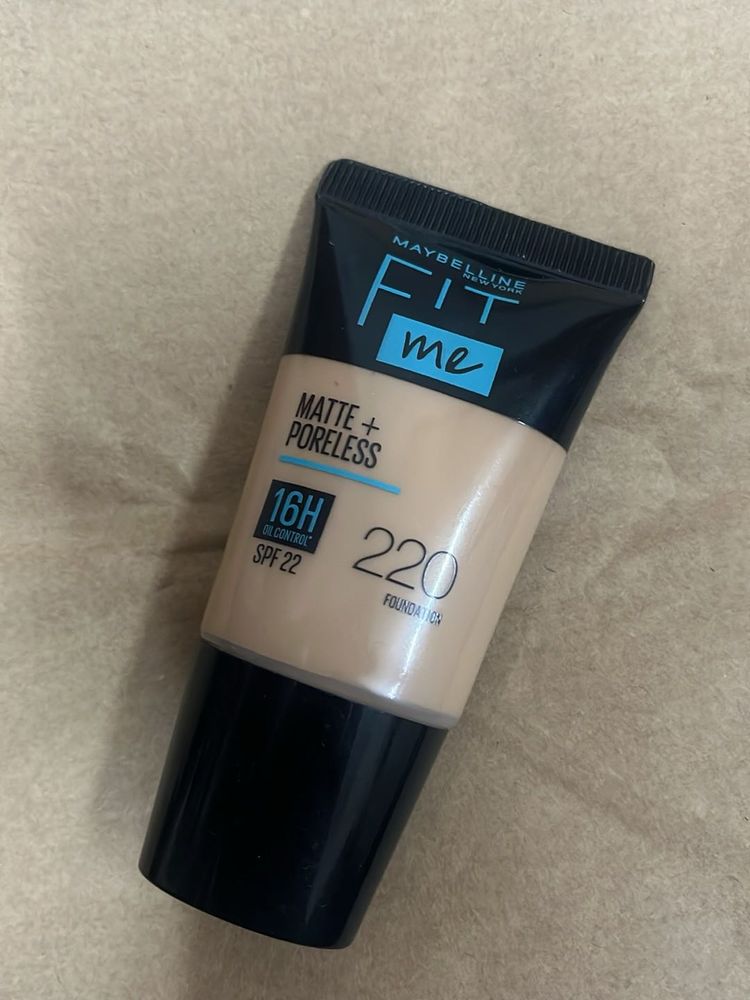 MAYBELLINE
NEW YORK
FIT
me
MATTE +
PORELESS
16H
OIL CONTROL*
SPF 22
220
FOUNDATION